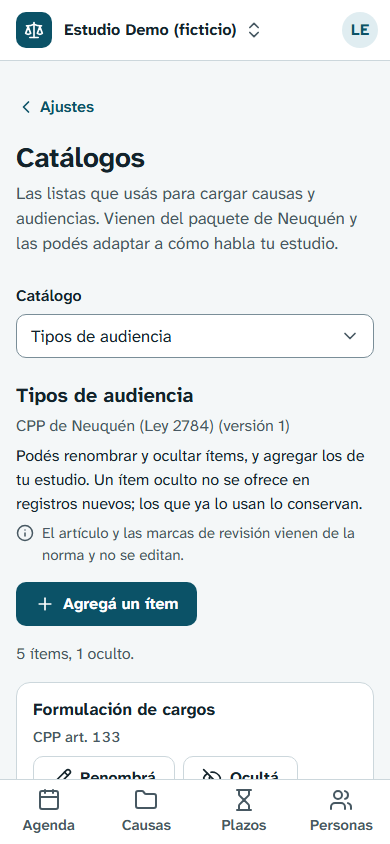 Estudio Demo (ficticio)
LE
Ajustes
Catálogos
Las listas que usás para cargar causas y
audiencias. Vienen del paquete de Neuquén y
las podés adaptar a cómo habla tu estudio.
Catálogo
Tipos de audiencia
Tipos de audiencia
CPP de Neuquén (Ley 2784) (versión 1)
Podés renombrar y ocultar ítems, y agregar los de
tu estudio. Un ítem oculto no se ofrece en
registros nuevos; los que ya lo usan lo conservan.
El artículo y las marcas de revisión vienen de la
norma y no se editan.
Agregá un ítem
5 ítems, 1 oculto.
Formulación de cargos
CPP art. 133
Renombrá
Ocultá
Agenda
Causas
Plazos
Personas